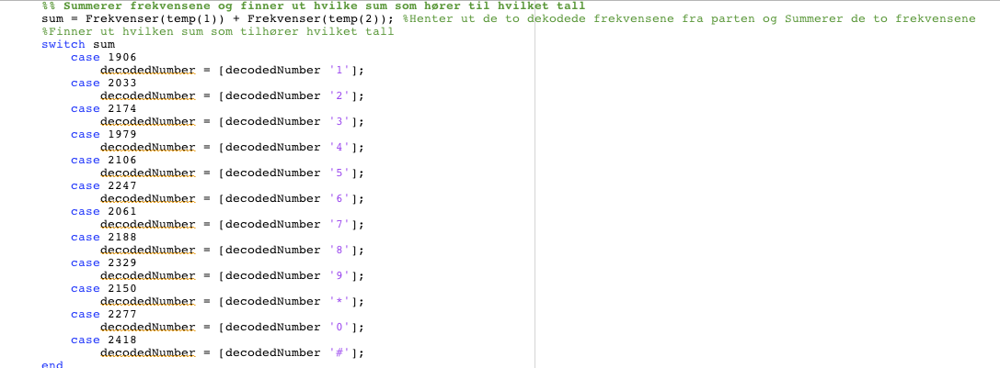 %% Summerer frekvensene og finner ut hvilke sum som hører til hvilket tall
sum = Frekvenser(temp(1)) + Frekvenser(temp(2)); %Henter ut de to dekodede frekvensene fra parten og Summerer de to frekvensene
%Finner ut hvilken sum som tilhører hvilket tall
switch sum
case 1906
decodedNumber = [decodedNumber '1'];
case 2033
decodedNumber = [decodedNumber '2'];
case 2174
decodedNumber = [decodedNumber '3'];
case 1979
decodedNumber = [decodedNumber '4'];
case 2106
decodedNumber = [decodedNumber '5'];
case 2247
decodedNumber = [decodedNumber '6'];
case 2061
decodedNumber = [decodedNumber '7'];
case 2188
decodedNumber = [decodedNumber '8'];
case 2329
decodedNumber = [decodedNumber '9'];
case 2150
decodedNumber = [decodedNumber '*'];
case 2277
decodedNumber = [decodedNumber '0'];
case 2418
decodedNumber = [decodedNumber '#'];
end